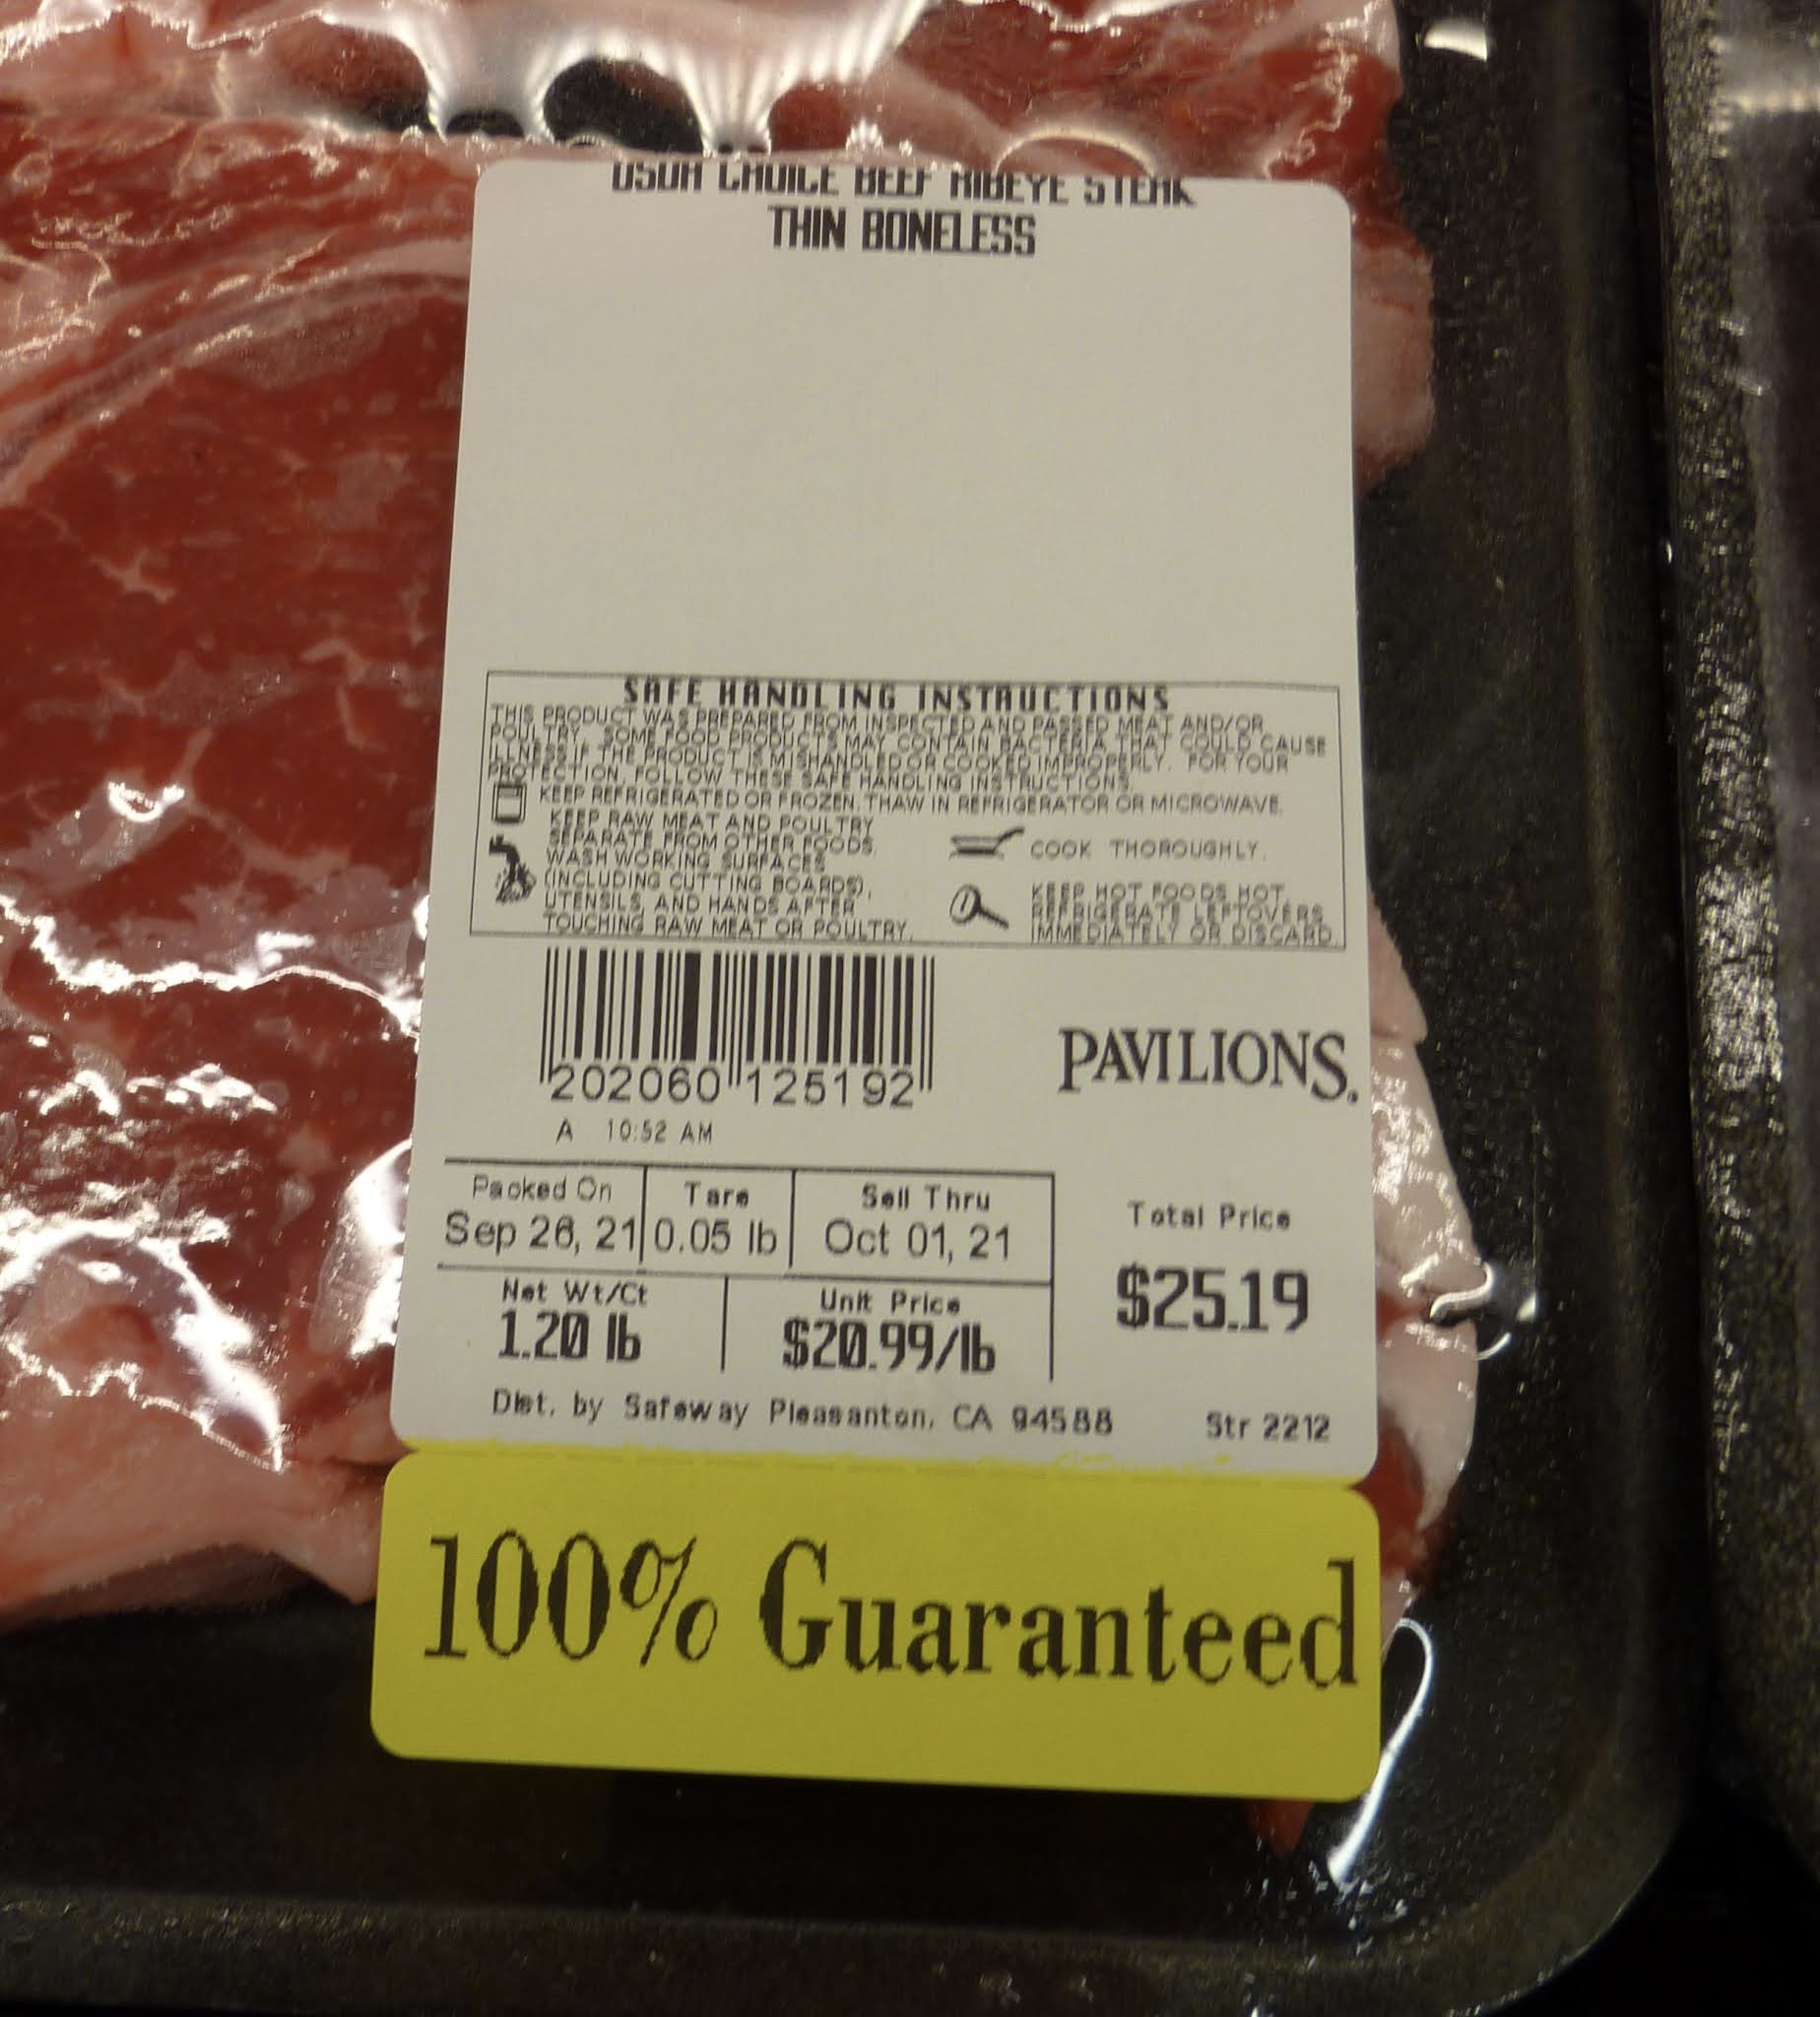 USDA CHOICE BEEF RIBEYE STEAK
THIN BONELESS
SAFE HANDLING INSTRUCTIONS
THIS PRODUCT WAS PREPARED FROM INSPECTED AND PASSED MEAT AND/OR
POULTRY. SOME FOOD PRODUCTS MAY CONTAIN BACTERIA THAT COULD CAUSE
ILLNESS IF THE PRODUCT IS MISHANDLED OR COOKED IMPROPERLY. FOR YOUR
PROTECTION, FOLLOW THESE SAFE HANDLING INSTRUCTIONS.
KEEP REFRIGERATED OR FROZEN. THAW IN REFRIGERATOR OR MICROWAVE.
KEEP RAW MEAT AND POULTRY
SEPARATE FROM OTHER FOODS.
WASH WORKING SURFACES
(INCLUDING CUTTING BOARDS),
UTENSILS, AND HANDS AFTER
TOUCHING RAW MEAT OR POULTRY.
COOK THOROUGHLY.
KEEP HOT FOODS HOT.
REFRIGERATE LEFTOVERS
IMMEDIATELY OR DISCARD.
202060 125192
PAVILIONS.
A 10:52 AM
Packed On Tare Sell Thru
Sep 26, 21 0.05 lb Oct 01, 21
Total Price
$25.19
Net Wt/Ct Unit Price
1.20 lb $20.99/lb
Dist. by Safeway Pleasanton, CA 94588 Str 2212
100% Guaranteed